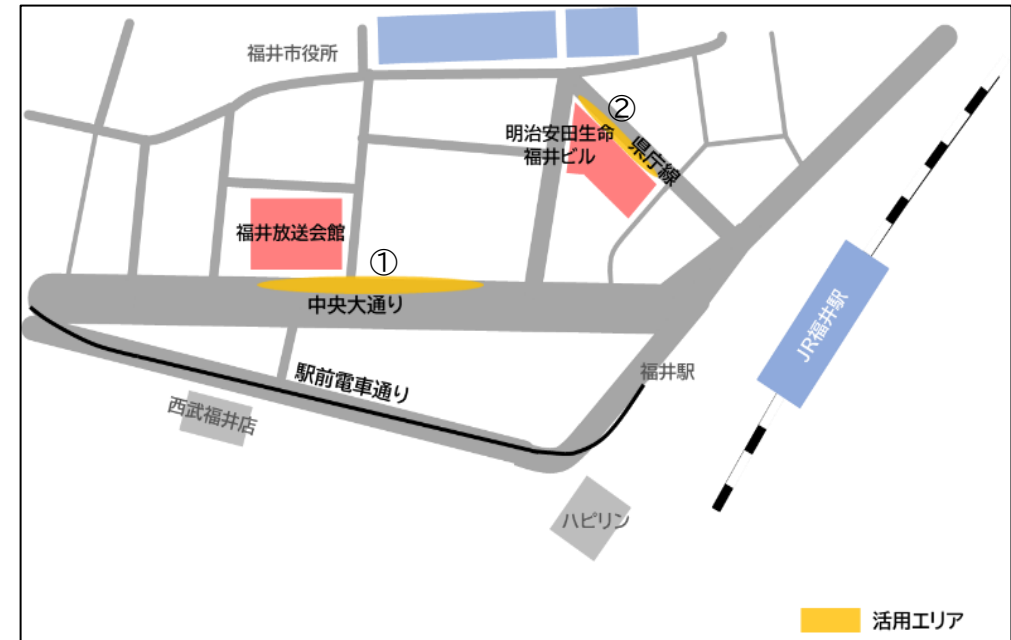 福井市役所
②
明治安田生命
福井ビル
県庁線
福井放送会館
①
中央大通り
JR福井駅
福井駅
駅前電車通り
西武福井店
ハピリン
活用エリア